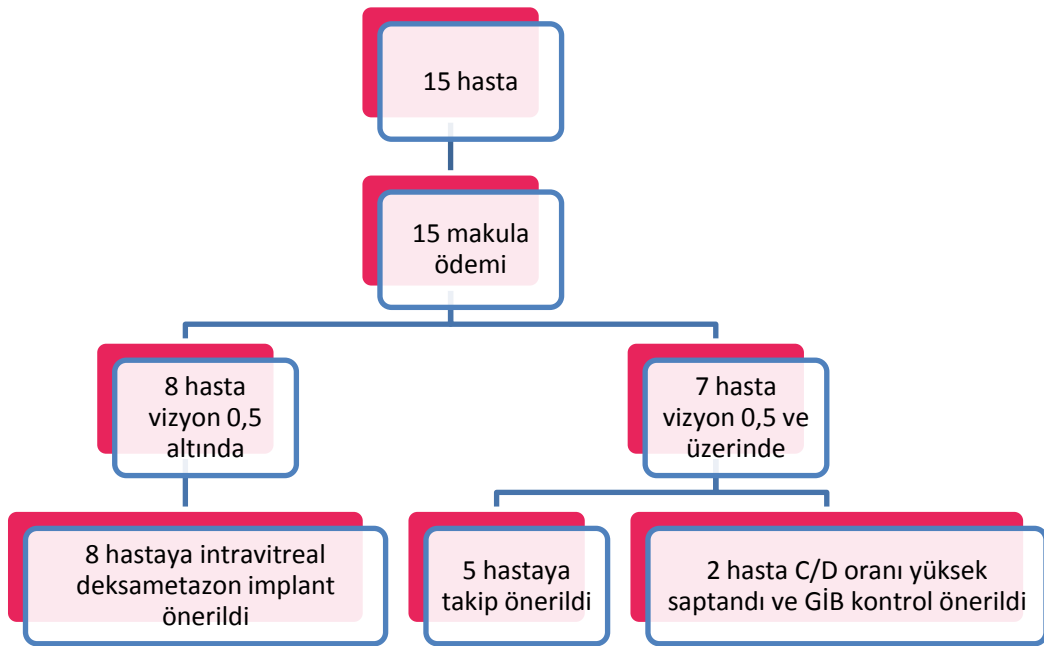 15 hasta
15 makula
ödemi
8 hasta
vizyon 0,5
altında
7 hasta
vizyon 0,5 ve
üzerinde
8 hastaya intravitreal
deksametazon implant
önerildi
5 hastaya
takip önerildi
2 hasta C/D oranı yüksek
saptandı ve GİB kontrol önerildi